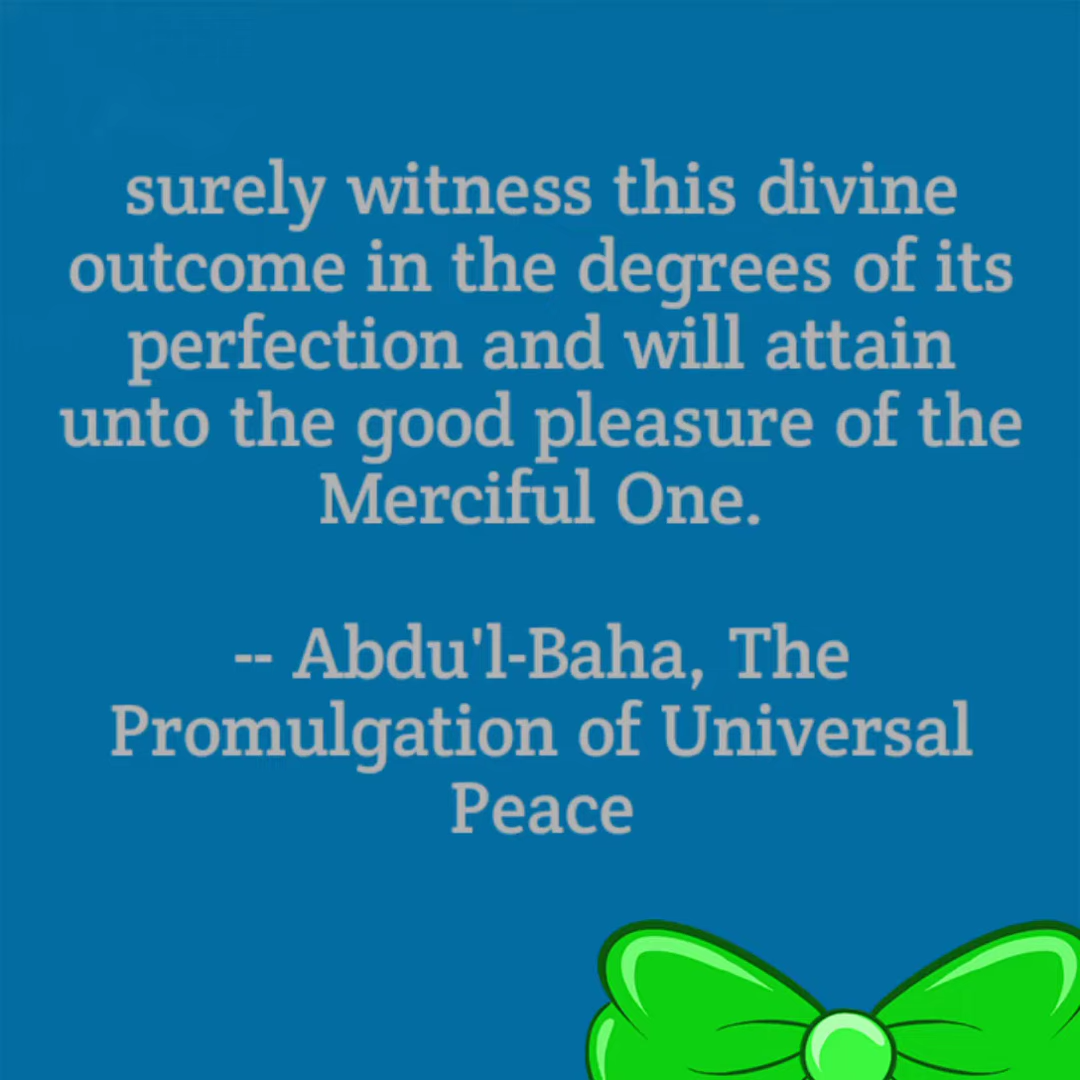 surely witness this divine
outcome in the degrees of its
perfection and will attain
unto the good pleasure of the
Merciful One.
-- Abdu'l-Baha, The
Promulgation of Universal
Peace